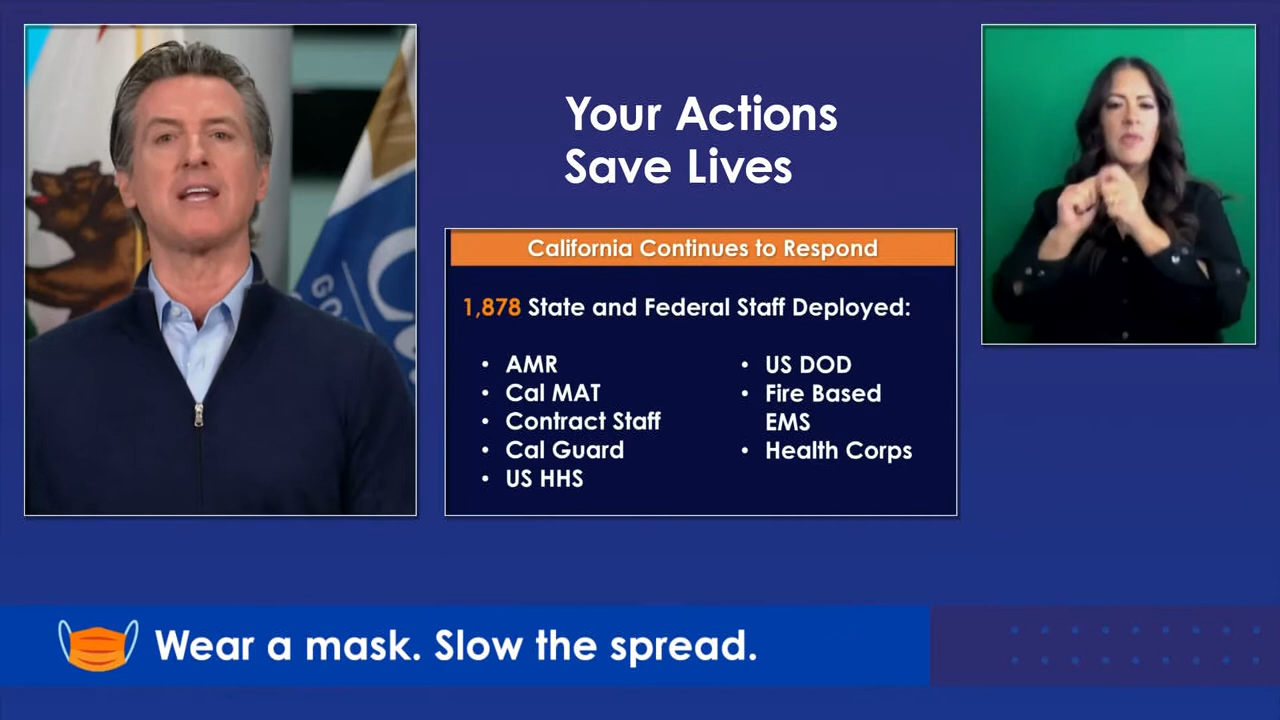 Your Actions
Save Lives
California Continues to Respond
1,878 State and Federal Staff Deployed:
• AMR
• Cal MAT
• Contract Staff
• Cal Guard
• US HHS
• US DOD
• Fire Based
EMS
• Health Corps
Wear a mask. Slow the spread.